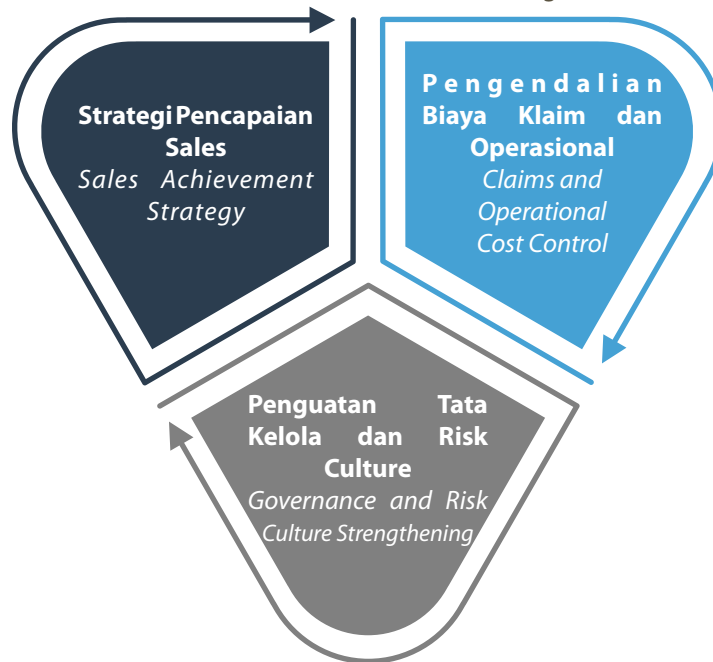 Strategi Pencapaian
Sales
Sales Achievement
Strategy
Pengendalian
Biaya Klaim dan
Operasional
Claims and
Operational
Cost Control
Penguatan Tata
Kelola dan Risk
Culture
Governance and Risk
Culture Strengthening